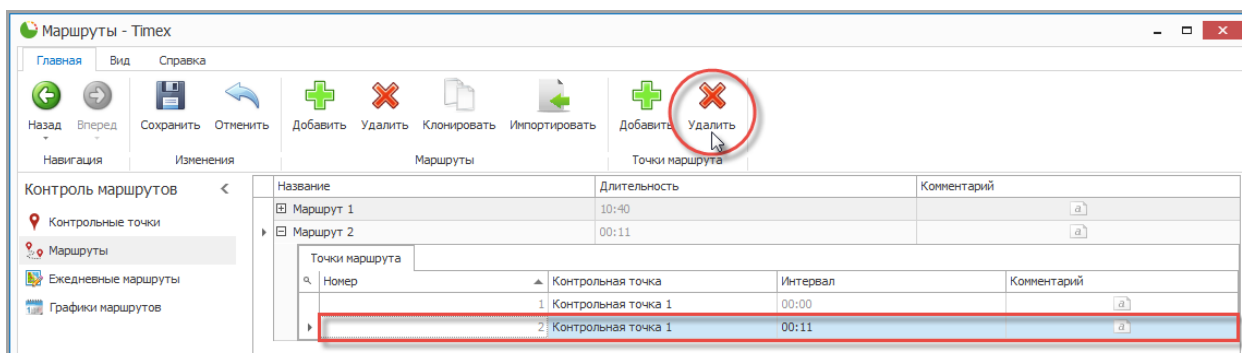 Маршруты - Timex
Главная Вид Справка
Назад Вперед Сохранить Отменить Добавить Удалить Клонировать Импортировать Добавить Удалить
Навигация Изменения Маршруты Точки маршрута
Контроль маршрутов
Контрольные точки
Маршруты
Ежедневные маршруты
Графики маршрутов
Название Длительность Комментарий
Маршрут 1 10:40 a
Маршрут 2 00:11 a
Точки маршрута
Номер Контрольная точка Интервал Комментарий
1 Контрольная точка 1 00:00 a
2 Контрольная точка 1 00:11 a